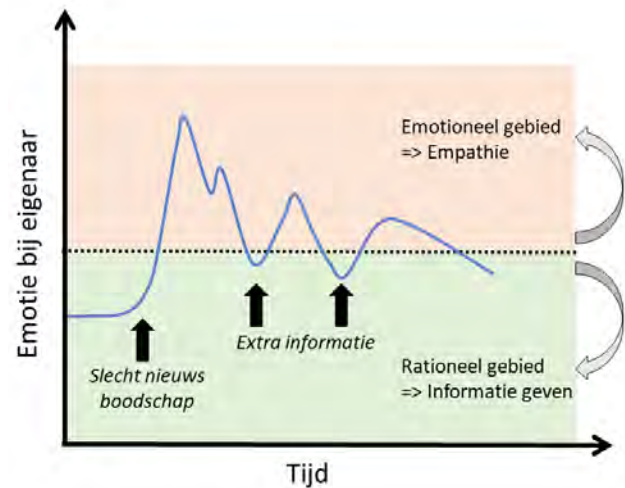 Emotie bij eigenaar
Emotioneel gebied
=> Empathie
Extra informatie
Slecht nieuws
boodschap
Rationeel gebied
=> Informatie geven
Tijd